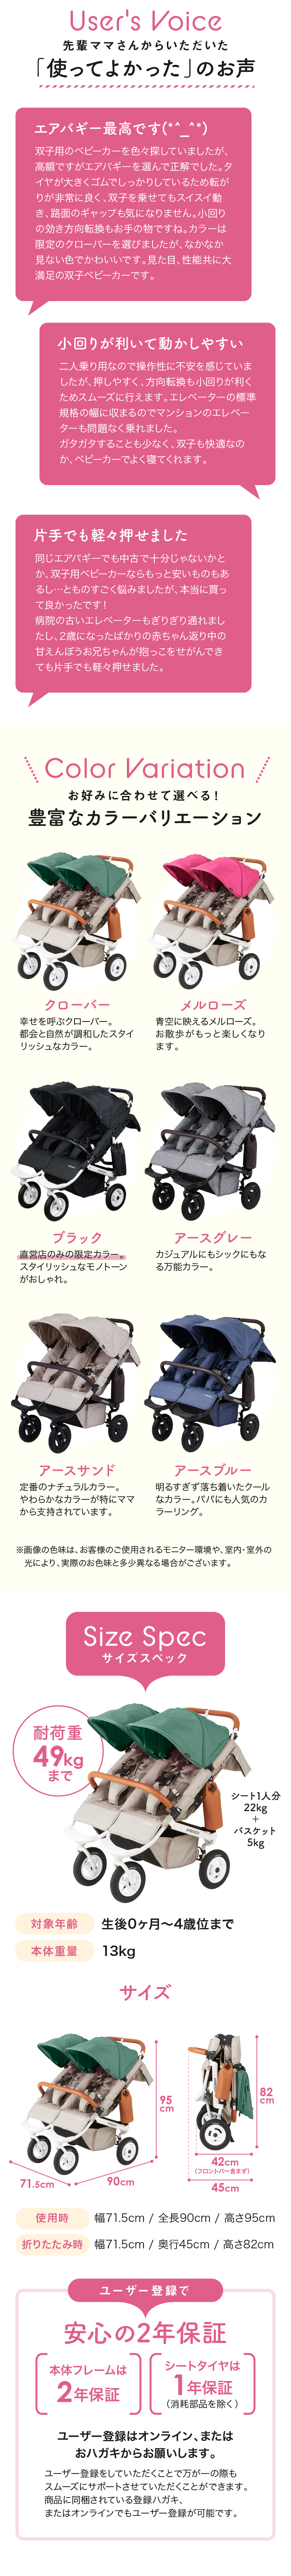 User's Voice
先輩ママさんからいただいた
「使ってよかった」のお声
エアバギー最高です(*^_^*)
双子用のベビーカーを色々探していましたが、
高額ですがエアバギーを選んで正解でした。タ
イヤが大きくゴムでしっかりしているため転が
りが非常に良く、双子を乗せてもスイスイ動
き、路面のギャップも気になりません。小回り
の効き方向転換もお手の物ですね。カラーは
限定のクローバーを選びましたが、なかなか
見ない色でかわいいです。見た目、性能共に大
満足の双子ベビーカーです。
小回りが利いて動かしやすい
二人乗り用なので操作性に不安を感じていま
したが、押しやすく、方向転換も小回りが利く
ためスムーズに行えます。エレベーターの標準
規格の幅に収まるのでマンションのエレベー
ターも問題なく乗れました。
ガタガタすることも少なく、双子も快適なの
か、ベビーカーでよく寝てくれます。
片手でも軽々押せました
同じエアバギーでも中古で十分じゃないかと
か、双子用ベビーカーならもっと安いものもあ
るし…とものすごく悩みましたが、本当に買っ
て良かったです！
病院の古いエレベーターもぎりぎり通れまし
たし、2歳になったばかりの赤ちゃん返り中の
甘えんぼうお兄ちゃんが抱っこをせがんでき
ても片手でも軽々押せました。
Color Variation
お好みに合わせて選べる！
豊富なカラーバリエーション
クローバー
幸せを呼ぶクローバー。
都会と自然が調和したスタイ
リッシュなカラー。
メルローズ
青空に映えるメルローズ。
お散歩がもっと楽しくなり
ます。
ブラック
直営店のみの限定カラー。
スタイリッシュなモノトーン
がおしゃれ。
アースグレー
カジュアルにもシックにもな
る万能カラー。
アースサンド
定番のナチュラルカラー。
やわらかなカラーが特にママ
から支持されています。
アースブルー
明るすぎず落ち着いたクール
なカラー。パパにも人気のカ
ラーリング。
※画像の色味は、お客様のご使用されるモニター環境や、室内・室外の
光により、実際のお色味と多少異なる場合がございます。
Size Spec
サイズスペック
耐荷重
49kg
まで
シート1人分
22kg
+
バスケット
5kg
対象年齢 生後0ヶ月〜4歳位まで
本体重量 13kg
サイズ
95
cm
71.5cm
90cm
82
cm
42cm
(フロントバー含まず)
45cm
使用時 幅71.5cm / 全長90cm / 高さ95cm
折りたたみ時 幅71.5cm / 奥行45cm / 高さ82cm
ユーザー登録で
安心の2年保証
本体フレームは
2年保証
シートタイヤは
1年保証
(消耗部品を除く)
ユーザー登録はオンライン、または
おハガキからお願いします。
ユーザー登録をしていただくことで万が一の際も
スムーズにサポートさせていただくことができます。
商品に同梱されている登録ハガキ、
またはオンラインでもユーザー登録が可能です。